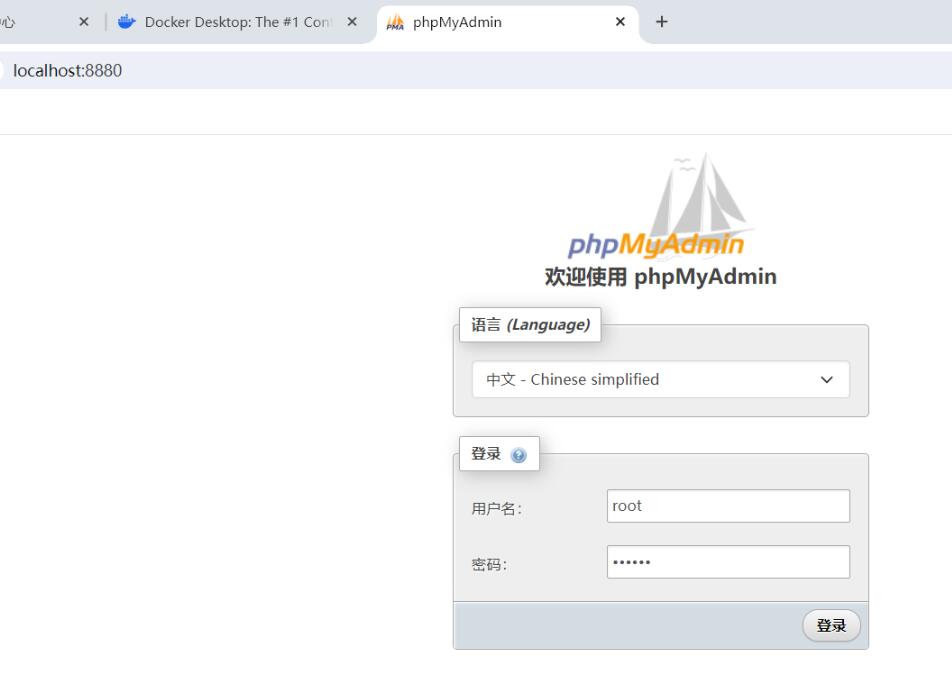 心
Docker Desktop: The #1 Con
phpMyAdmin
localhost:8880
phpMyAdmin
欢迎使用 phpMyAdmin
语言 (Language)
中文 - Chinese simplified
登录
用户名:
root
密码:
••••••
登录